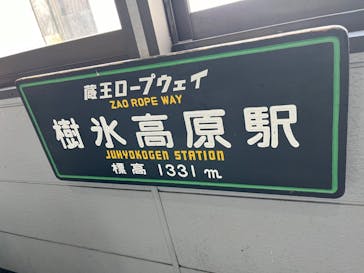 蔵王ロープウェイ
ZAO ROPE WAY
樹氷高原駅
JUHYOKOGEN STATION
標高 1331m